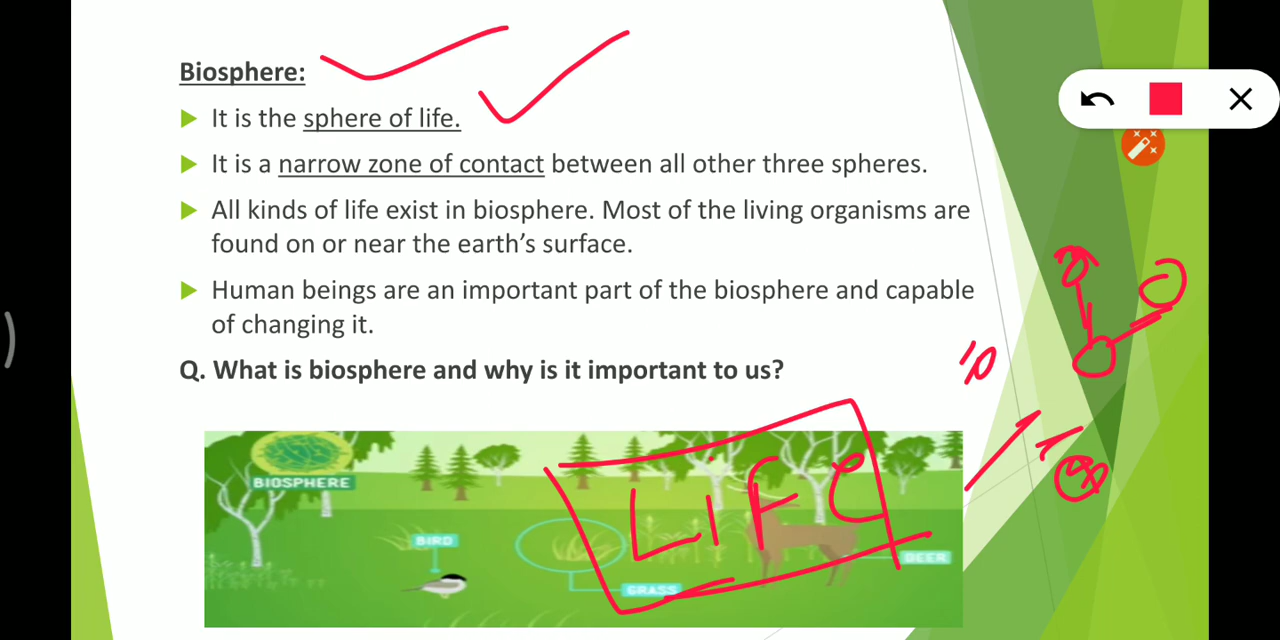 Biosphere:
It is the sphere of life.
It is a narrow zone of contact between all other three spheres.
All kinds of life exist in biosphere. Most of the living organisms are
found on or near the earth's surface.
Human beings are an important part of the biosphere and capable
of changing it.
Q. What is biosphere and why is it important to us?
BIOSPHERE
LiFe
BIRD
DEER
GRASS